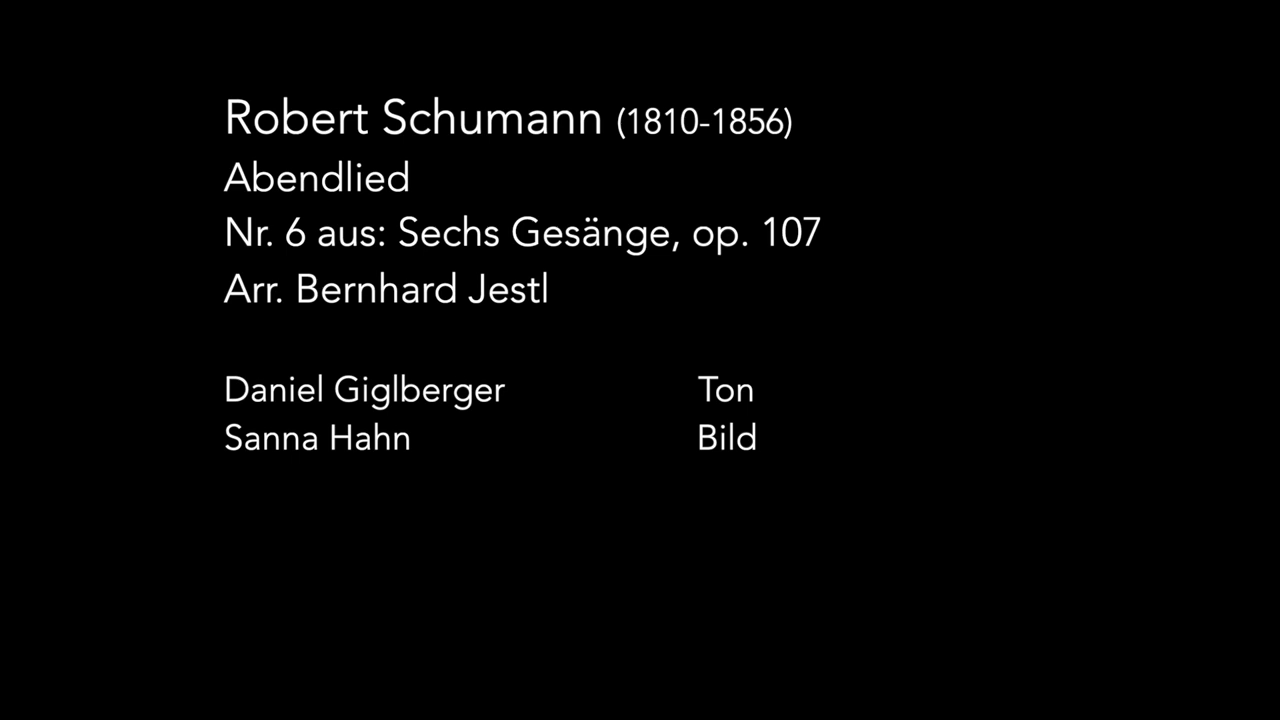 Robert Schumann (1810-1856)
Abendlied
Nr. 6 aus: Sechs Gesänge, op. 107
Arr. Bernhard Jestl
Daniel Giglberger Ton
Sanna Hahn Bild